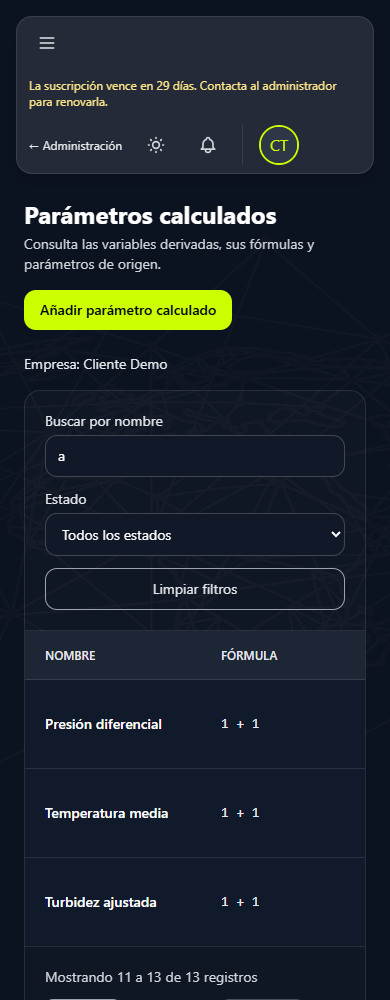 La suscripción vence en 29 días. Contacta al administrador
para renovarla.
← Administración
CT
Parámetros calculados
Consulta las variables derivadas, sus fórmulas y
parámetros de origen.
Añadir parámetro calculado
Empresa: Cliente Demo
Buscar por nombre
a
Estado
Todos los estados
Limpiar filtros
NOMBRE FÓRMULA
Presión diferencial 1 + 1
Temperatura media 1 + 1
Turbidez ajustada 1 + 1
Mostrando 11 a 13 de 13 registros